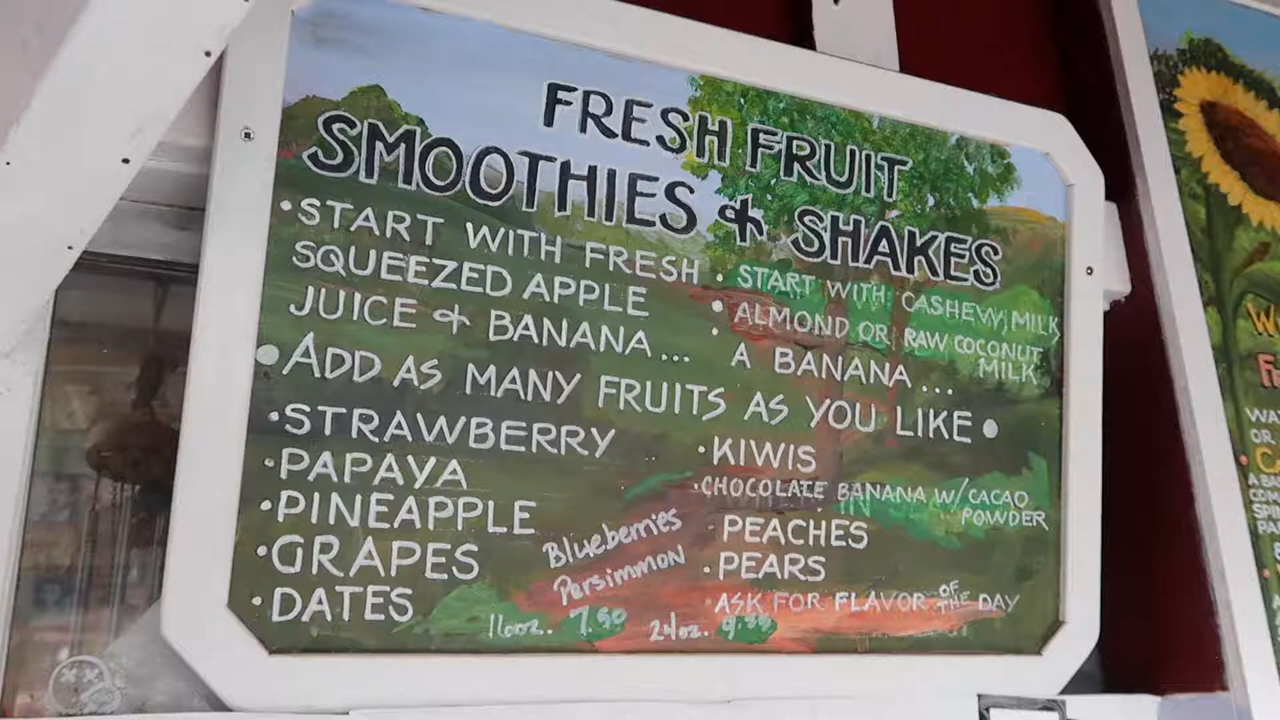 FRESH FRUIT
SMOOTHIES & SHAKES
• START WITH FRESH
SQUEEZED APPLE
JUICE & BANANA...
• START WITH CASHEW, MILK
• ALMOND OR RAW COCONUT
MILK
• A BANANA...
• ADD AS MANY FRUITS AS YOU LIKE •
• STRAWBERRY
• PAPAYA
• PINEAPPLE
• GRAPES
• DATES
Blueberries
Persimmon
• KIWIS
• CHOCOLATE BANANA W/ CACAO
POWDER
• PEACHES
• PEARS
• ASK FOR FLAVOR OF THE DAY
16oz. 7.50 24oz.